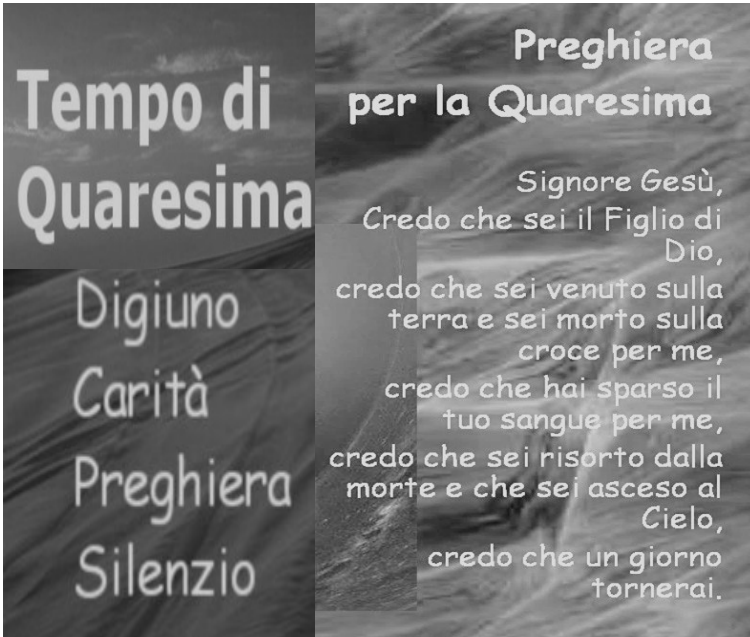 Tempo di
Quaresima
Digiuno
Carità
Preghiera
Silenzio
Preghiera
per la Quaresima
Signore Gesù,
Credo che sei il Figlio di
Dio,
credo che sei venuto sulla
terra e sei morto sulla
croce per me,
credo che hai sparso il
tuo sangue per me,
credo che sei risorto dalla
morte e che sei asceso al
Cielo,
credo che un giorno
tornerai.